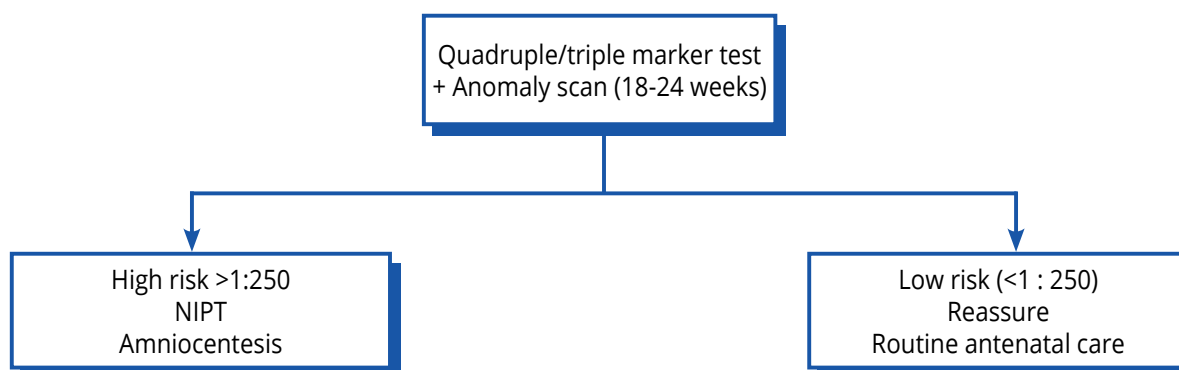 Quadruple/triple marker test
+ Anomaly scan (18-24 weeks)
High risk >1:250
NIPT
Amniocentesis
Low risk (<1 : 250)
Reassure
Routine antenatal care